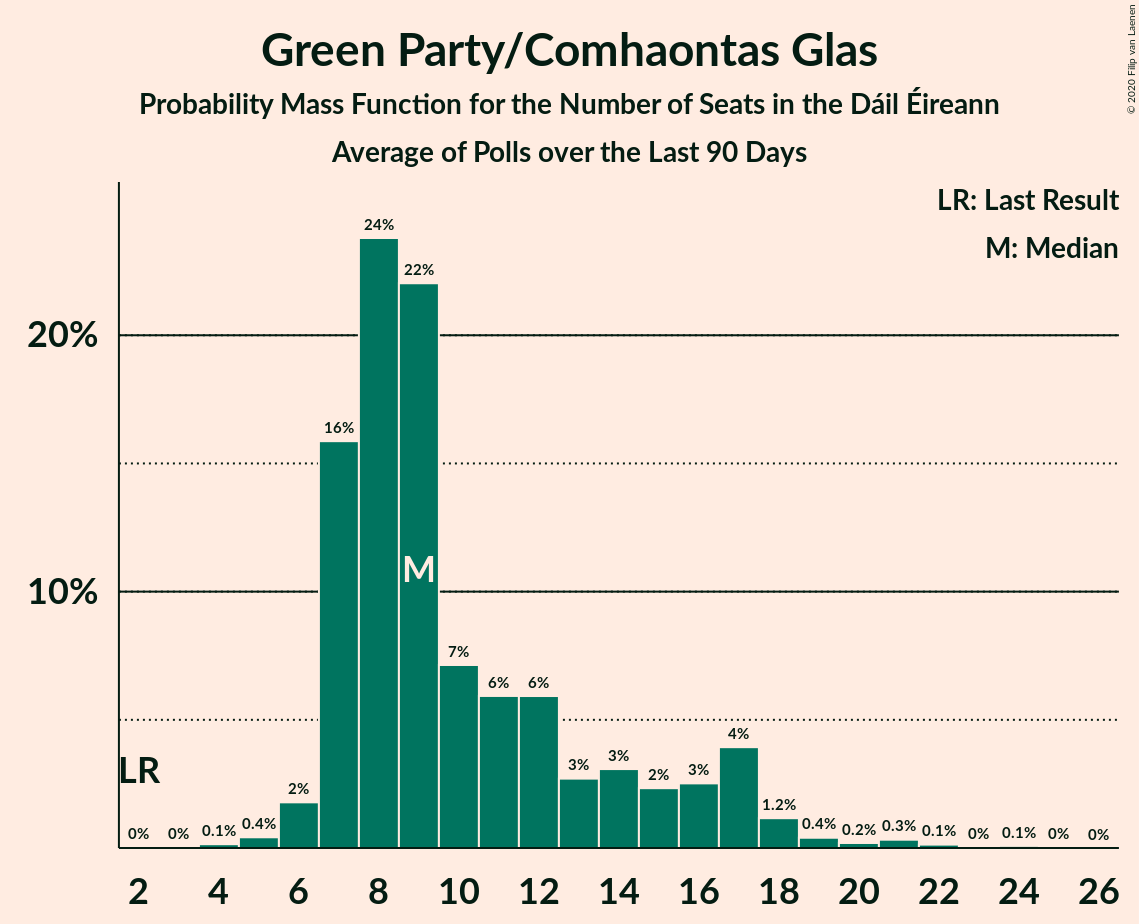 Green Party/Comhaontas Glas
Probability Mass Function for the Number of Seats in the Dáil Éireann
Average of Polls over the Last 90 Days
© 2020 Filip van Laenen
LR: Last Result
M: Median
24%
22%
20%
16%
M
10%
7%
6% 6%
4%
LR
3% 3% 2% 3%
2%
1.2%
0% 0% 0.1% 0.4% 0.4% 0.2% 0.3% 0.1% 0% 0.1% 0% 0%
2 4 6 8 10 12 14 16 18 20 22 24 26